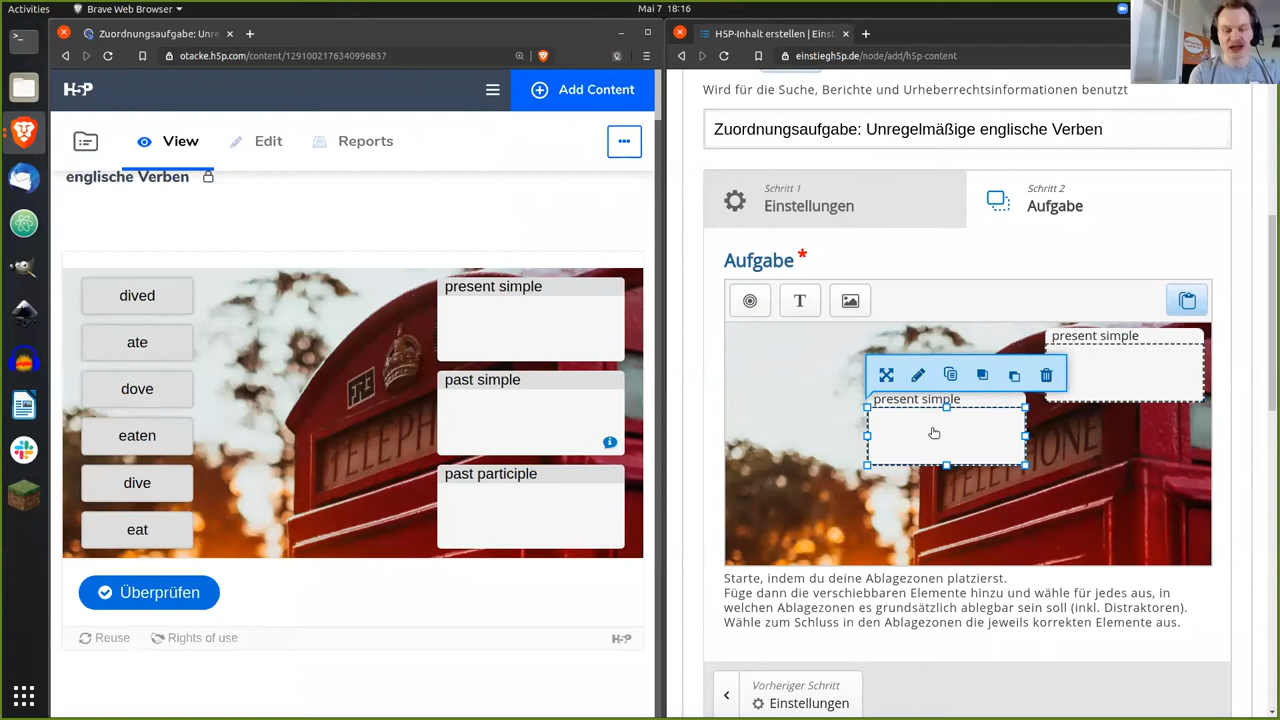 Activities
Brave Web Browser
Mai 7 18:16
Zuordnungsaufgabe: Unre
otacke.h5p.com/content/1291002176340996837
H5P
Add Content
View
Edit
Reports
englische Verben
dived
ate
dove
eaten
dive
eat
TELEPH
present simple
past simple
past participle
Überprüfen
Reuse
Rights of use
H5P
H5P-Inhalt erstellen | Einst
einstiegh5p.de/node/add/h5p-content
Wird für die Suche, Berichte und Urheberrechtsinformationen benutzt
Zuordnungsaufgabe: Unregelmäßige englische Verben
Schritt 1
Einstellungen
Schritt 2
Aufgabe
Aufgabe *
T
present simple
present simple
TELEPHONE
Starte, indem du deine Ablagezonen platzierst.
Füge dann die verschiebbaren Elemente hinzu und wähle für jedes aus, in
welchen Ablagezonen es grundsätzlich ablegbar sein soll (inkl. Distraktoren).
Wähle zum Schluss in den Ablagezonen die jeweils korrekten Elemente aus.
Vorheriger Schritt
Einstellungen